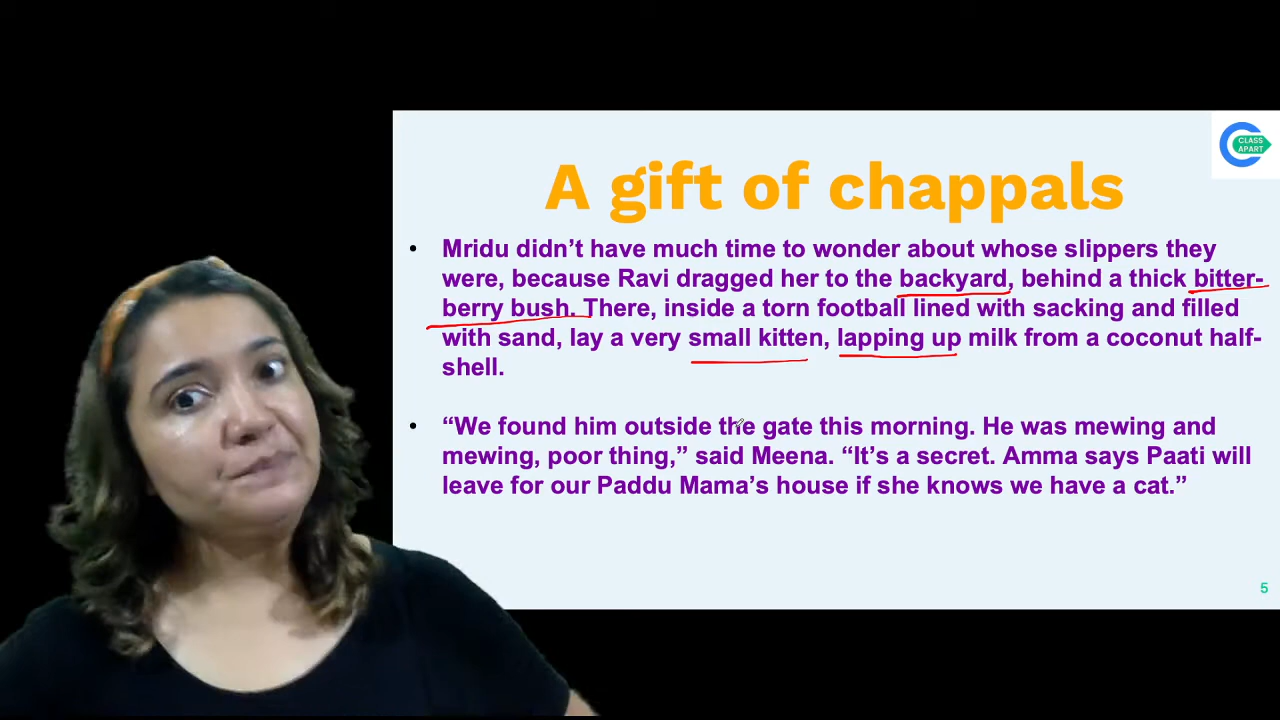 CLASS
APART
A gift of chappals
• Mridu didn’t have much time to wonder about whose slippers they
were, because Ravi dragged her to the backyard, behind a thick bitter-
berry bush. There, inside a torn football lined with sacking and filled
with sand, lay a very small kitten, lapping up milk from a coconut half-
shell.
• “We found him outside the gate this morning. He was mewing and
mewing, poor thing,” said Meena. “It’s a secret. Amma says Paati will
leave for our Paddu Mama’s house if she knows we have a cat.”
5